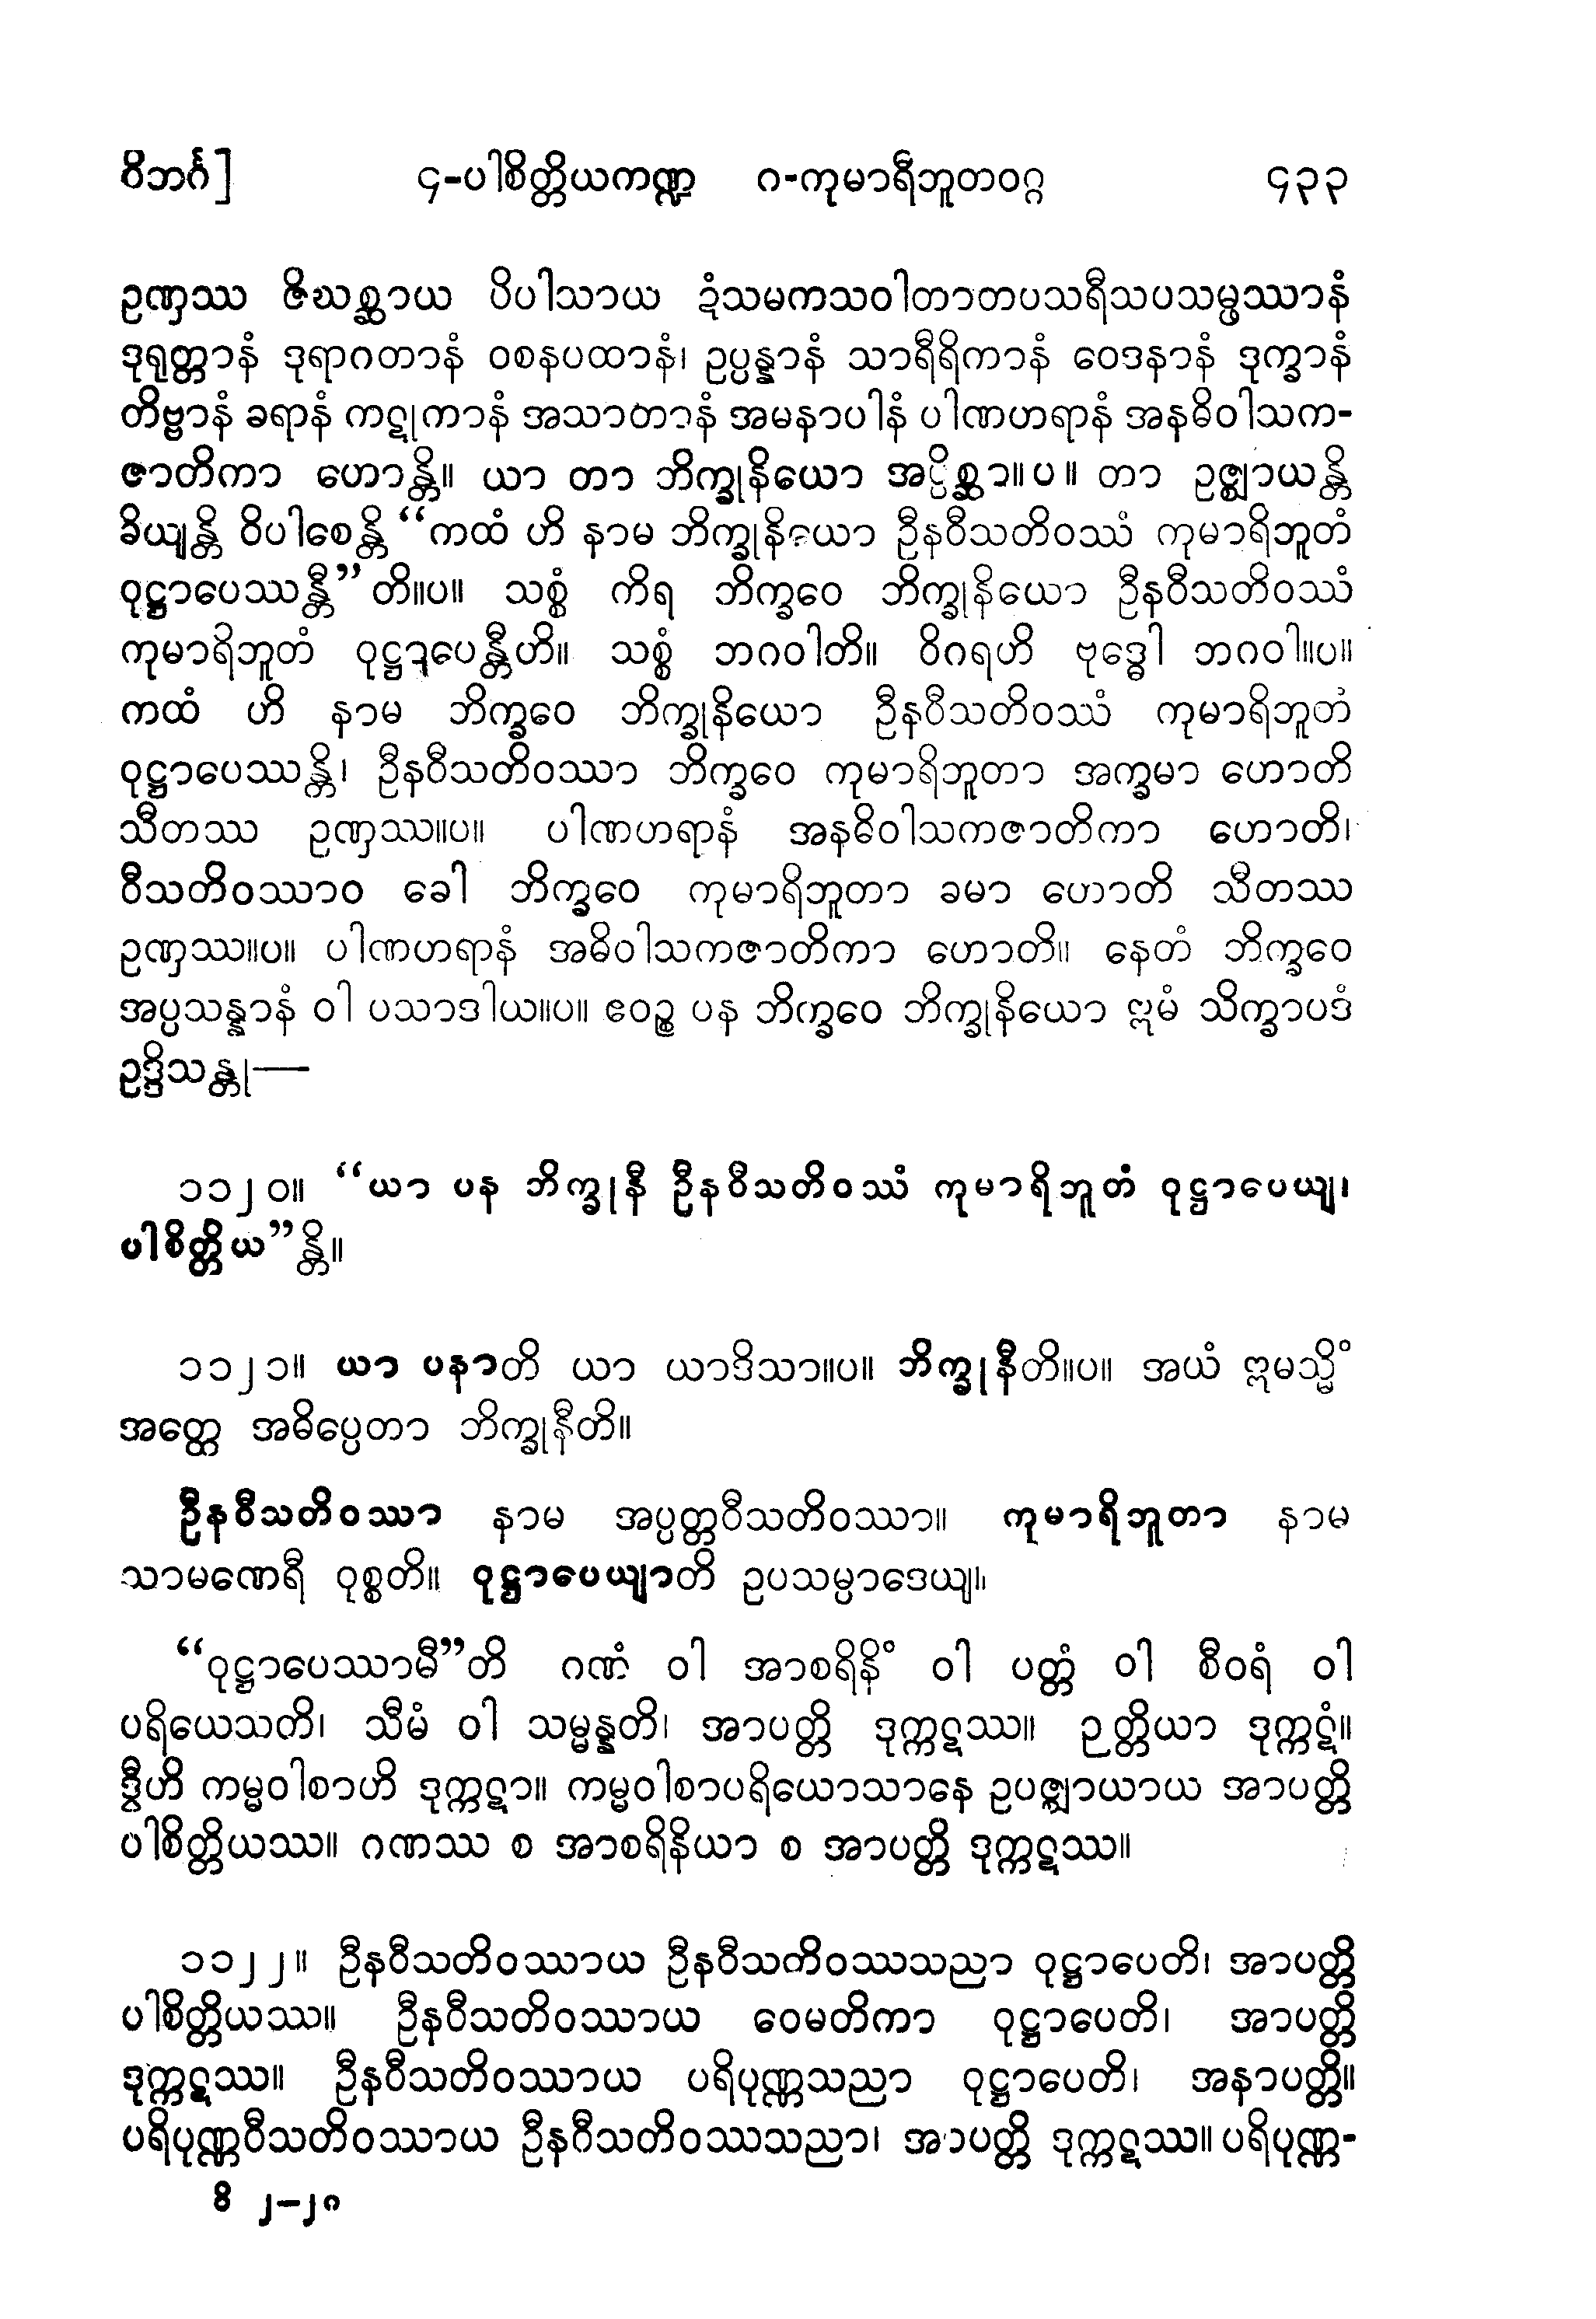 ဝိဘင်္ဂ] ၄-ပါစိတ္တိယကဏ္ဍ ဂ-ကုမာရီဘူတဝဂ္ဂ ၄၃၃
ဥဏှဿ ဇိဃစ္ဆာယ ပိပါသာယ ဍံသမကသဝါတာတပသရီသပသမ္ဖဿာနံ
ဒုရုတ္တာနံ ဒုရာဂတာနံ ဝစနပထာနံ၊ ဥပ္ပန္နာနံ သာရီရိကာနံ ဝေဒနာနံ ဒုက္ခာနံ
တိဗ္ဗာနံ ခရာနံ ကဋုကာနံ အသာတာနံ အမနာပါနံ ပါဏဟရာနံ အနဓိဝါသက-
ဇာတိကာ ဟောန္တိ။ ယာ တာ ဘိက္ခုနိယော အပ္ပိစ္ဆာ။ပ။ တာ ဥဇ္ဈာယန္တိ
ခိယျန္တိ ဝိပါစေန္တိ “ကထံ ဟိ နာမ ဘိက္ခုနိယော ဦနဝီသတိဝဿံ ကုမာရိဘူတံ
ဝုဋ္ဌာပေဿန္တီ”တိ။ပ။ သစ္စံ ကိရ ဘိက္ခဝေ ဘိက္ခုနိယော ဦနဝီသတိဝဿံ
ကုမာရိဘူတံ ဝုဋ္ဌာပေန္တီဟိ။ သစ္စံ ဘဂဝါတိ။ ဝိဂရဟိ ဗုဒ္ဓေါ ဘဂဝါ။ပ။
ကထံ ဟိ နာမ ဘိက္ခဝေ ဘိက္ခုနိယော ဦနဝီသတိဝဿံ ကုမာရိဘူတံ
ဝုဋ္ဌာပေဿန္တိ၊ ဦနဝီသတိဝဿာ ဘိက္ခဝေ ကုမာရိဘူတာ အက္ခမာ ဟောတိ
သီတဿ ဥဏှဿ။ပ။ ပါဏဟရာနံ အနဓိဝါသကဇာတိကာ ဟောတိ၊
ဝီသတိဝဿာဝ ခေါ ဘိက္ခဝေ ကုမာရိဘူတာ ခမာ ဟောတိ သီတဿ
ဥဏှဿ။ပ။ ပါဏဟရာနံ အဓိဝါသကဇာတိကာ ဟောတိ။ နေတံ ဘိက္ခဝေ
အပ္ပသန္နာနံ ဝါ ပသာဒါယ။ပ။ ဧဝဉ္စ ပန ဘိက္ခဝေ ဘိက္ခုနိယော ဣမံ သိက္ခာပဒံ
ဥဒ္ဒိသန္တု—
၁၁၂၀။ “ယာ ပန ဘိက္ခုနီ ဦနဝီသတိဝဿံ ကုမာရိဘူတံ ဝုဋ္ဌာပေယျ၊
ပါစိတ္တိယ”န္တိ။
၁၁၂၁။ ယာ ပနာတိ ယာ ယာဒိသာ။ပ။ ဘိက္ခုနီတိ။ပ။ အယံ ဣမသ္မိံ
အတ္ထေ အဓိပ္ပေတာ ဘိက္ခုနီတိ။
ဦနဝီသတိဝဿာ နာမ အပ္ပတ္တဝီသတိဝဿာ။ ကုမာရိဘူတာ နာမ
သာမဏေရီ ဝုစ္စတိ။ ဝုဋ္ဌာပေယျာတိ ဥပသမ္ပာဒေယျ။
“ဝုဋ္ဌာပေဿာမီ”တိ ဂဏံ ဝါ အာစရိနိံ ဝါ ပတ္တံ ဝါ စီဝရံ ဝါ
ပရိယေသတိ၊ သီမံ ဝါ သမ္မန္နတိ၊ အာပတ္တိ ဒုက္ကဋဿ။ ဉတ္တိယာ ဒုက္ကဋံ။
ဒွီဟိ ကမ္မဝါစာဟိ ဒုက္ကဋာ။ ကမ္မဝါစာပရိယောသာနေ ဥပဇ္ဈာယာယ အာပတ္တိ
ပါစိတ္တိယဿ။ ဂဏဿ စ အာစရိနိယာ စ အာပတ္တိ ဒုက္ကဋဿ။
၁၁၂၂။ ဦနဝီသတိဝဿာယ ဦနဝီသတိဝဿသညာ ဝုဋ္ဌာပေတိ၊ အာပတ္တိ
ပါစိတ္တိယဿ။ ဦနဝီသတိဝဿာယ ဝေမတိကာ ဝုဋ္ဌာပေတိ၊ အာပတ္တိ
ဒုက္ကဋဿ။ ဦနဝီသတိဝဿာယ ပရိပုဏ္ဏသညာ ဝုဋ္ဌာပေတိ၊ အနာပတ္တိ။
ပရိပုဏ္ဏဝီသတိဝဿာယ ဦနဝီသတိဝဿသညာ၊ အာပတ္တိ ဒုက္ကဋဿ။ ပရိပုဏ္ဏ-
ဝိ ၂-၂၈